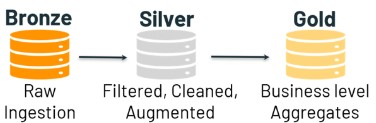 Bronze
Silver
Gold
Raw
Ingestion
Filtered, Cleaned,
Augmented
Business level
Aggregates